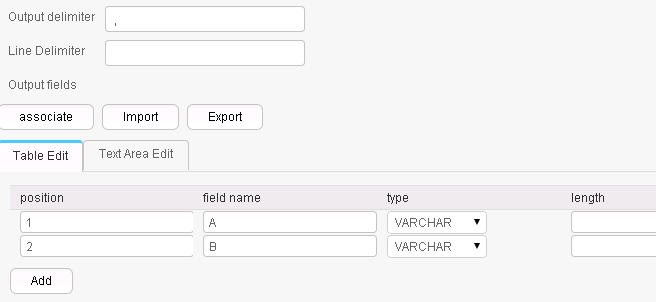 Output delimiter ,
Line Delimiter
Output fields
associate Import Export
Table Edit Text Area Edit
position field name type length
1 A VARCHAR
2 B VARCHAR
Add